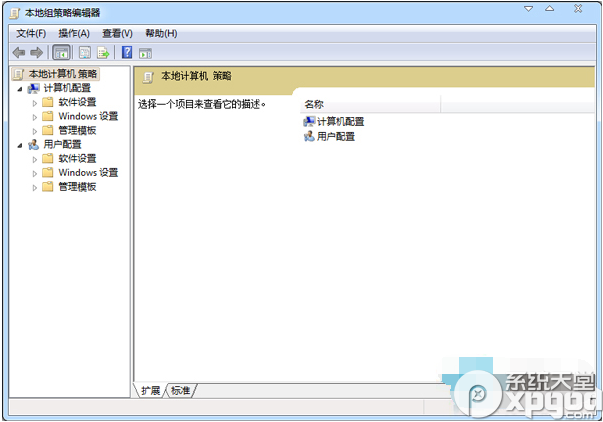 本地组策略编辑器
文件(F) 操作(A) 查看(V) 帮助(H)
本地计算机 策略
计算机配置
软件设置
Windows 设置
管理模板
用户配置
软件设置
Windows 设置
管理模板
本地计算机 策略
选择一个项目来查看它的描述。
名称
计算机配置
用户配置
扩展 标准
系统天堂